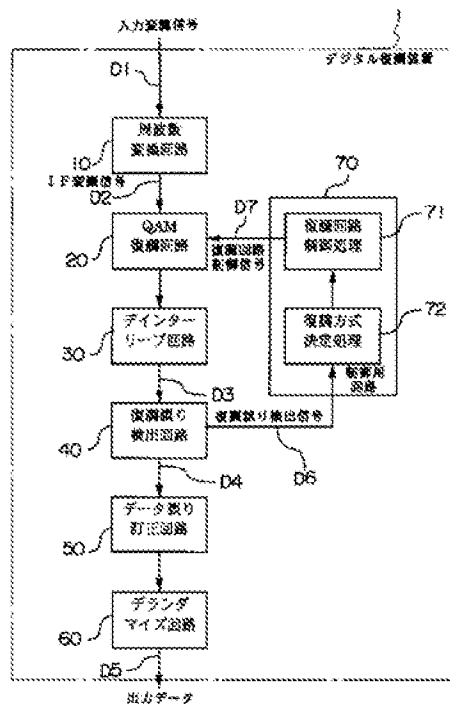 1
入力変調信号
デジタル復調装置
D1
周波数
変換回路
10
IF変調信号
D2
70
D7
QAM
復調回路
20
復調回路
制御信号
復調回路
制御処理
71
デインター
リーブ回路
30
復調方式
決定処理
72
制御用
回路
D3
復調誤り
検出回路
40
復調誤り検出信号
D6
D4
データ誤り
訂正回路
50
デランダ
マイズ回路
60
D5
出力データ